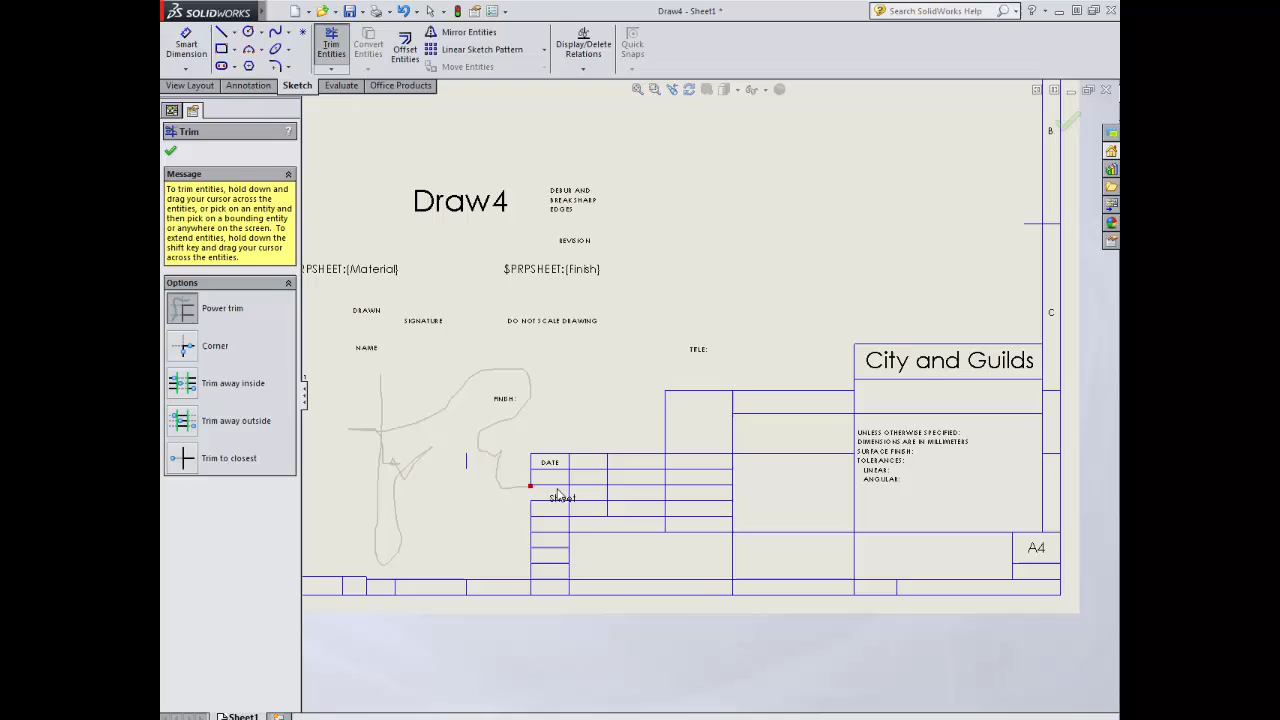 SOLIDWORKS
Draw4 - Sheet1 *
Search SolidWorks Help
Smart Dimension
Trim Entities
Convert Entities
Offset Entities
Mirror Entities
Linear Sketch Pattern
Move Entities
Display/Delete Relations
Quick Snaps
View Layout
Annotation
Sketch
Evaluate
Office Products
Trim
?
Message
To trim entities, hold down and
drag your cursor across the
entities, or pick on an entity and
then pick on a bounding entity
or anywhere on the screen. To
extend entities, hold down the
shift key and drag your cursor
across the entities.
Options
Power trim
Corner
Trim away inside
Trim away outside
Trim to closest
B
Draw4
DEBUR AND
BREAK SHARP
EDGES
REVISION
RPSHEET:{Material}
$PRPSHEET:{Finish}
DRAWN
SIGNATURE
DO NOT SCALE DRAWING
C
NAME
TITLE:
City and Guilds
FINISH:
UNLESS OTHERWISE SPECIFIED:
DIMENSIONS ARE IN MILLIMETERS
SURFACE FINISH:
TOLERANCES:
LINEAR:
ANGULAR:
DATE
Sheet
A4
Sheet1